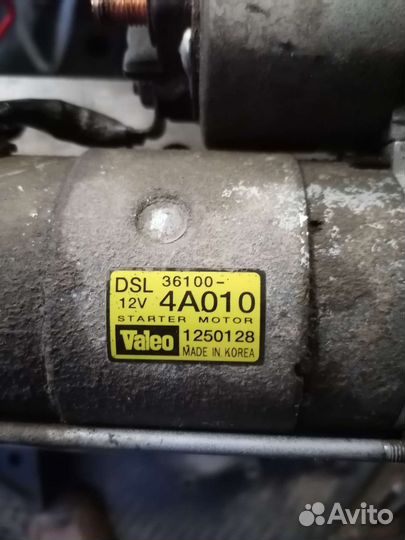 DSL 36100-
12V 4A010
STARTER MOTOR
Valeo 1250128
MADE IN KOREA
Avito